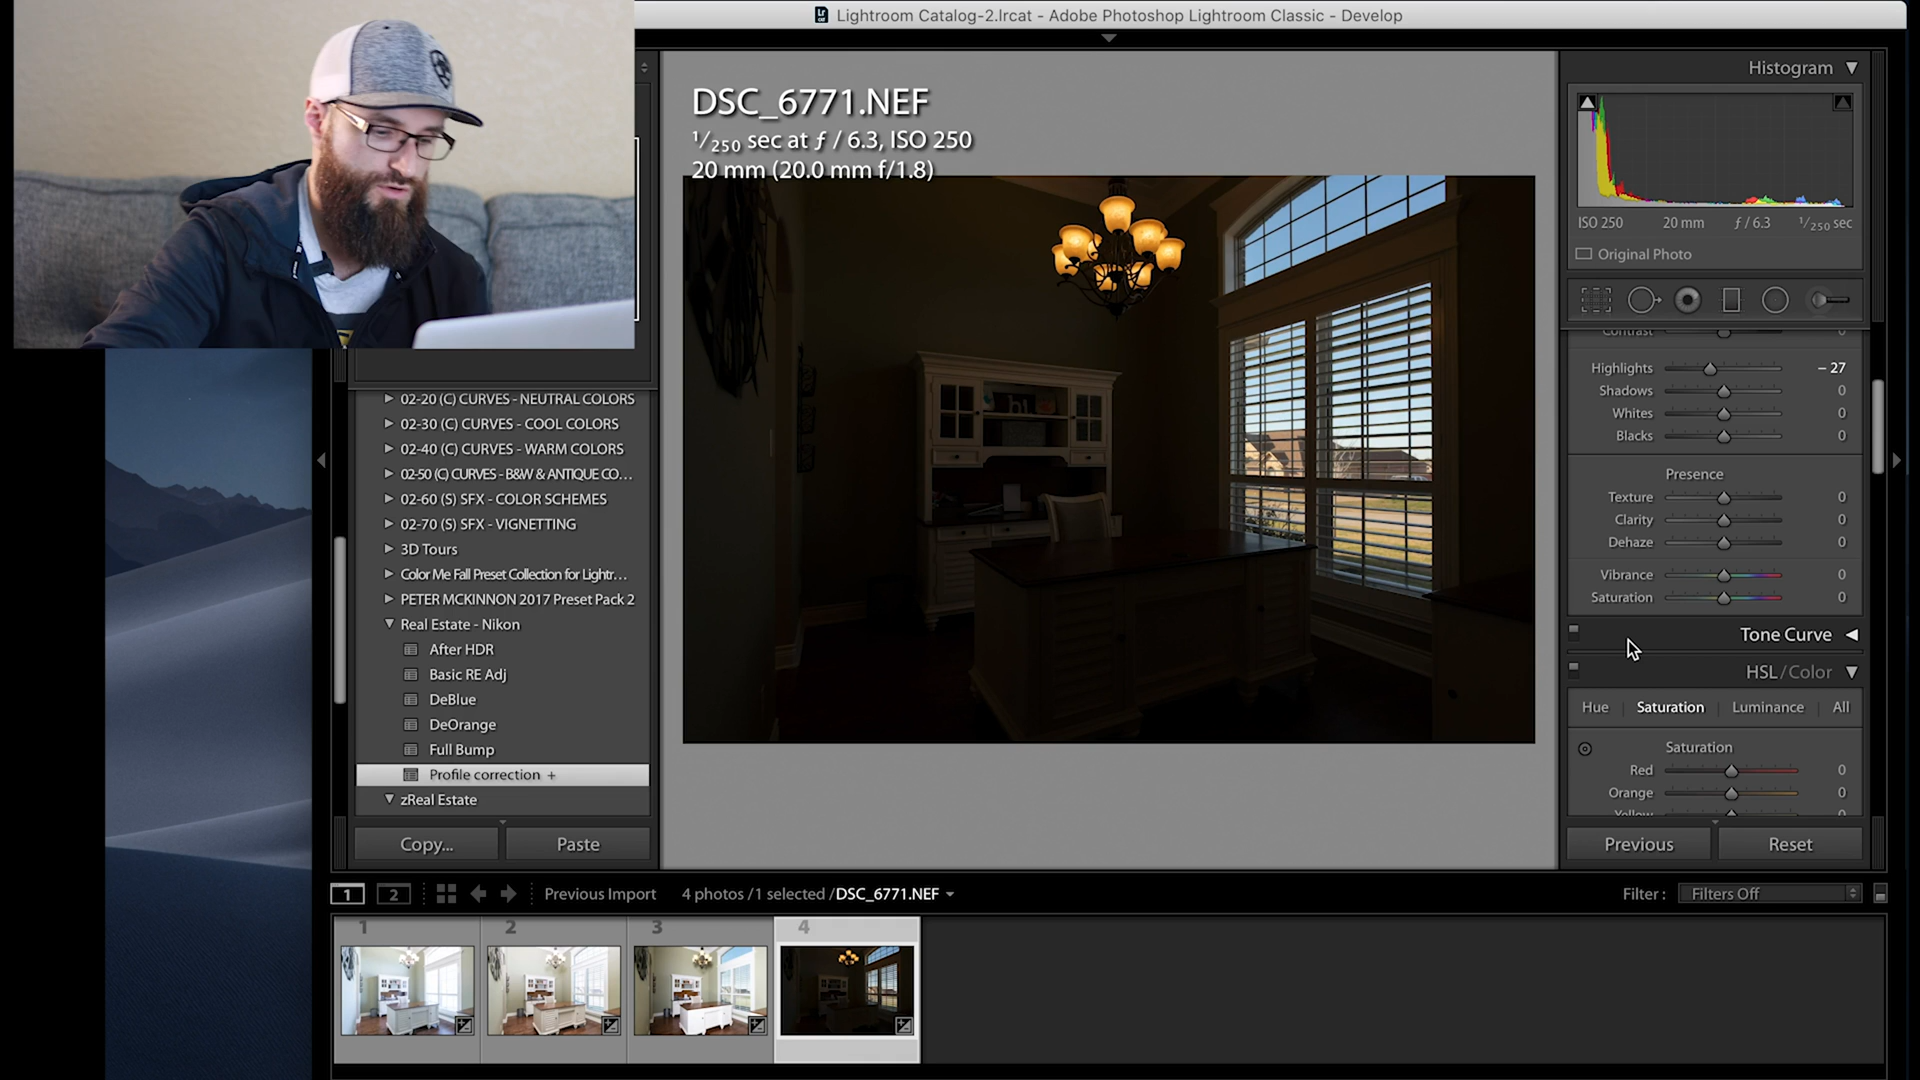 Lightroom Catalog-2.lrcat - Adobe Photoshop Lightroom Classic - Develop
DSC_6771.NEF
1/250 sec at ƒ / 6.3, ISO 250
20 mm (20.0 mm f/1.8)
Histogram
ISO 250 20 mm ƒ / 6.3 1/250 sec
Original Photo
Contrast 0
Highlights – 27
Shadows 0
Whites 0
Blacks 0
Presence
Texture 0
Clarity 0
Dehaze 0
Vibrance 0
Saturation 0
Tone Curve
HSL / Color
Hue Saturation Luminance All
Saturation
Red 0
Orange 0
Yellow 0
Previous Reset
02-20 (C) CURVES - NEUTRAL COLORS
02-30 (C) CURVES - COOL COLORS
02-40 (C) CURVES - WARM COLORS
02-50 (C) CURVES - B&W & ANTIQUE CO...
02-60 (S) SFX - COLOR SCHEMES
02-70 (S) SFX - VIGNETTING
3D Tours
Color Me Fall Preset Collection for Lightr...
PETER MCKINNON 2017 Preset Pack 2
Real Estate - Nikon
After HDR
Basic RE Adj
DeBlue
DeOrange
Full Bump
Profile correction +
zReal Estate
Copy... Paste
1 2 Previous Import 4 photos / 1 selected / DSC_6771.NEF Filter : Filters Off
1 2 3 4